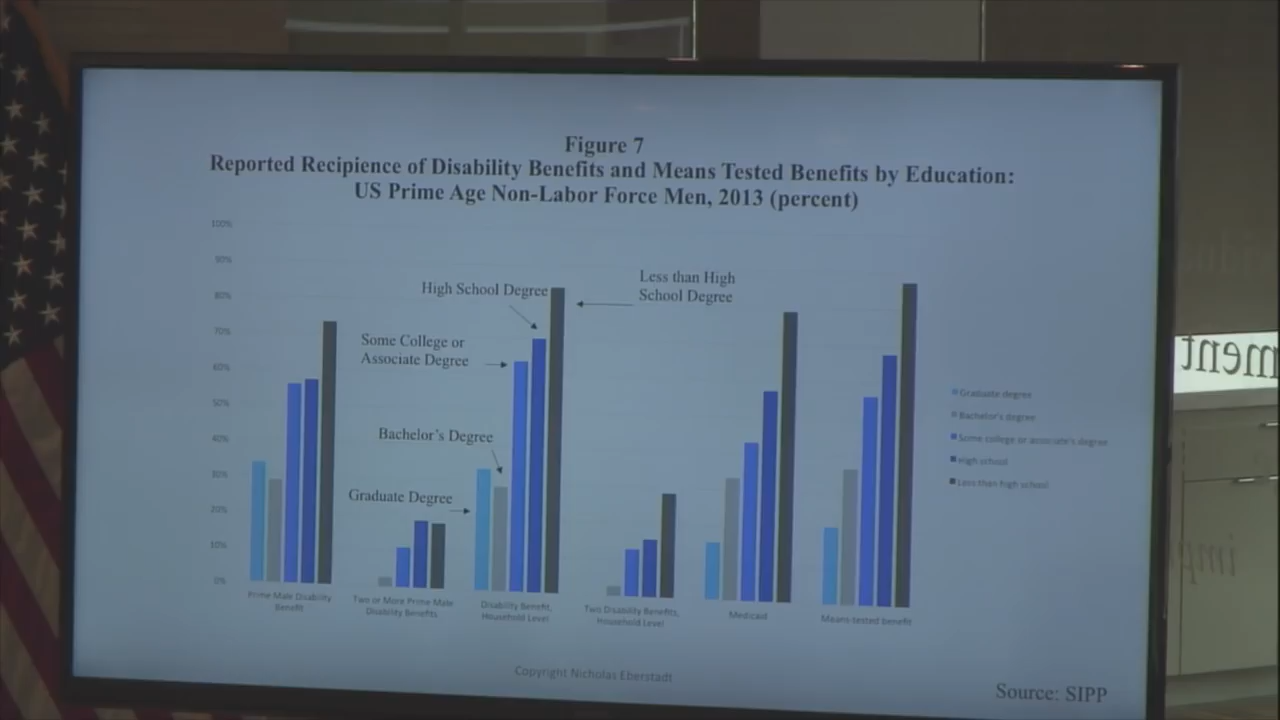 Figure 7
Reported Recipience of Disability Benefits and Means Tested Benefits by Education:
US Prime Age Non-Labor Force Men, 2013 (percent)
100%
90%
80%
70%
60%
50%
40%
30%
20%
10%
0%
High School Degree
Less than High
School Degree
Some College or
Associate Degree
Bachelor's Degree
Graduate Degree
Graduate degree
Bachelor's degree
Some college or associate's degree
High school
Less than high school
Prime Male Disability
Benefit
Two or More Prime Male
Disability Benefits
Disability Benefit,
Household Level
Two Disability Benefits,
Household Level
Medicaid
Means-tested benefit
Copyright Nicholas Eberstadt
Source: SIPP
ment